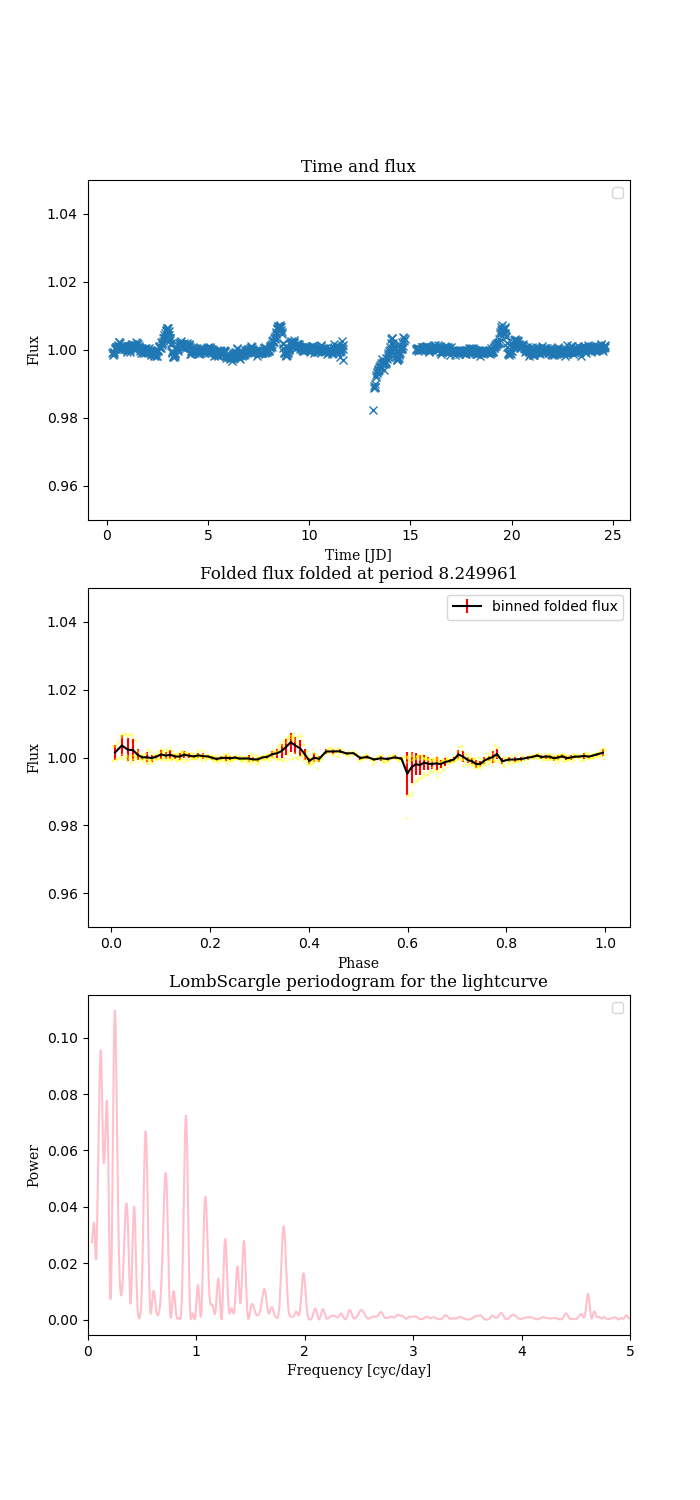 Time and flux
1.04
1.02
1.00
0.98
0.96
Flux
0 5 10 15 20 25
Time [JD]
Folded flux folded at period 8.249961
binned folded flux
1.04
1.02
1.00
0.98
0.96
Flux
0.0 0.2 0.4 0.6 0.8 1.0
Phase
LombScargle periodogram for the lightcurve
0.10
0.08
0.06
0.04
0.02
0.00
Power
0 1 2 3 4 5
Frequency [cyc/day]